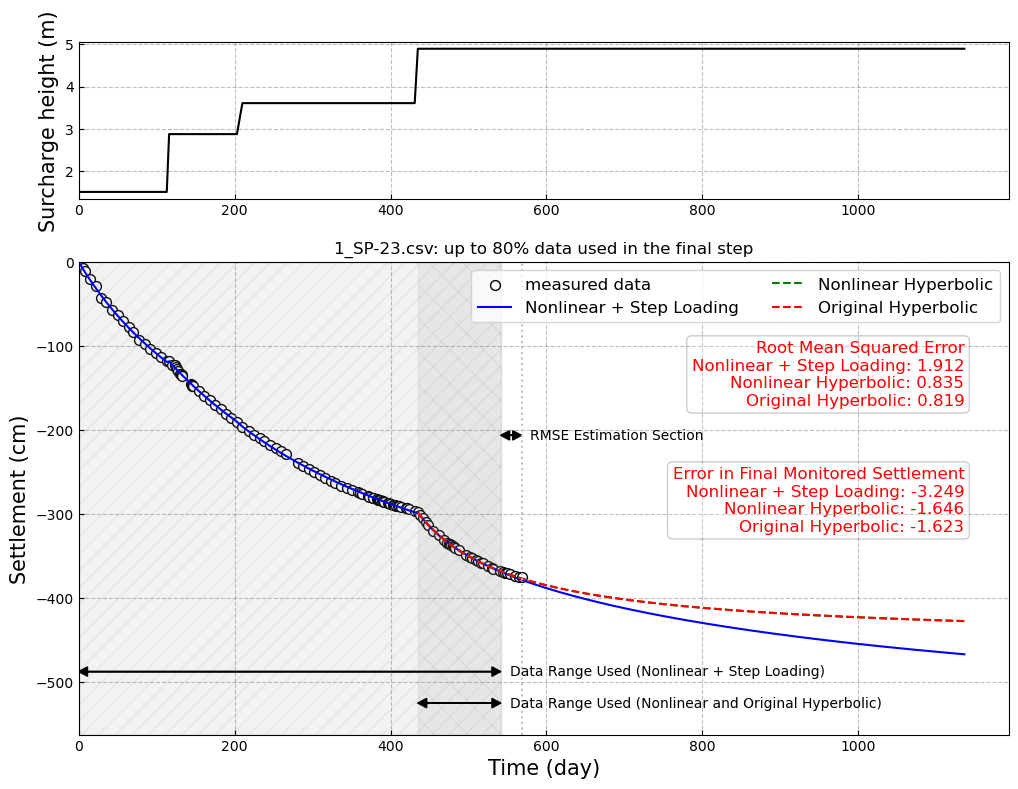 Surcharge height (m)
5
4
3
2
0 200 400 600 800 1000
1_SP-23.csv: up to 80% data used in the final step
Settlement (cm)
0
−100
−200
−300
−400
−500
measured data
Nonlinear + Step Loading
Nonlinear Hyperbolic
Original Hyperbolic
Root Mean Squared Error
Nonlinear + Step Loading: 1.912
Nonlinear Hyperbolic: 0.835
Original Hyperbolic: 0.819
RMSE Estimation Section
Error in Final Monitored Settlement
Nonlinear + Step Loading: -3.249
Nonlinear Hyperbolic: -1.646
Original Hyperbolic: -1.623
Data Range Used (Nonlinear + Step Loading)
Data Range Used (Nonlinear and Original Hyperbolic)
0 200 400 600 800 1000
Time (day)